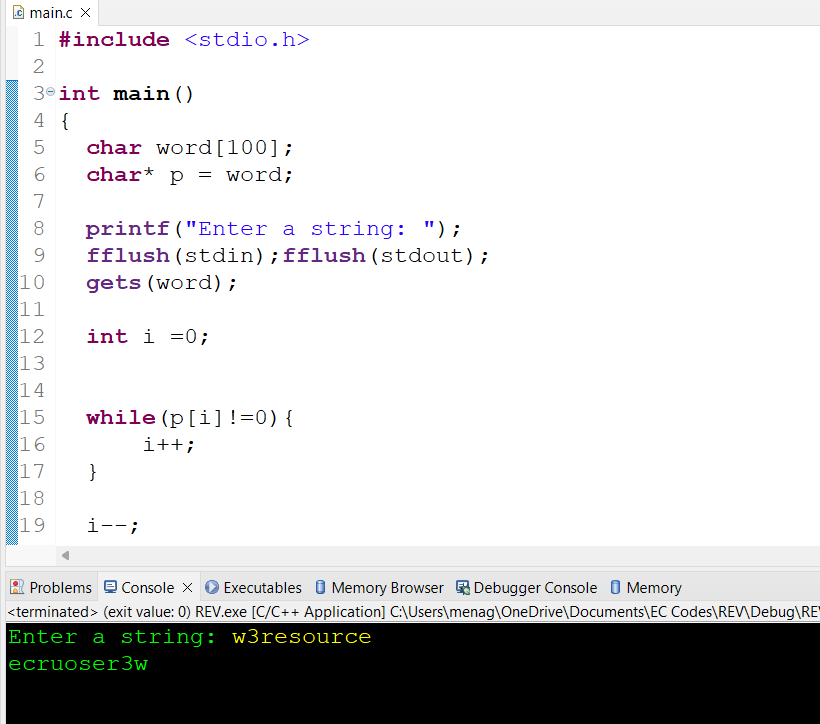 main.c
1 #include <stdio.h>
2
3 int main()
4 {
5 char word[100];
6 char* p = word;
7
8 printf("Enter a string: ");
9 fflush(stdin);fflush(stdout);
10 gets(word);
11
12 int i =0;
13
14
15 while(p[i]!=0){
16 i++;
17 }
18
19 i--;
Problems Console Executables Memory Browser Debugger Console Memory
<terminated> (exit value: 0) REV.exe [C/C++ Application] C:\Users\menag\OneDrive\Documents\EC Codes\REV\Debug\RE
Enter a string: w3resource
ecruoser3w